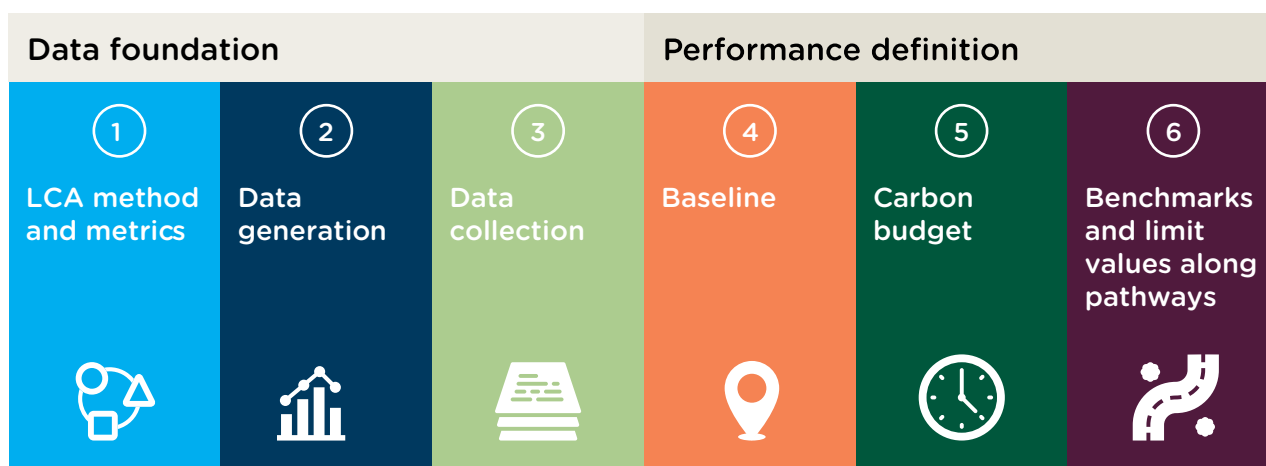 Data foundation
Performance definition
1
LCA method
and metrics
2
Data
generation
3
Data
collection
4
Baseline
5
Carbon
budget
6
Benchmarks
and limit
values along
pathways